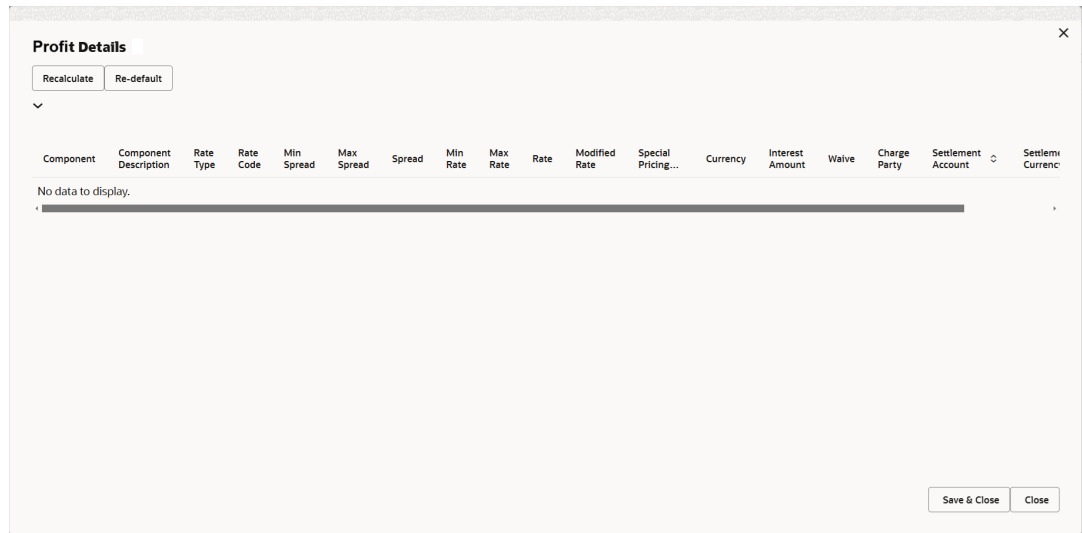 Profit Details
Recalculate Re-default
Component Component Description Rate Type Rate Code Min Spread Max Spread Spread Min Rate Max Rate Rate Modified Rate Special Pricing... Currency Interest Amount Waive Charge Party Settlement Account Settleme Currenc
No data to display.
Save & Close Close